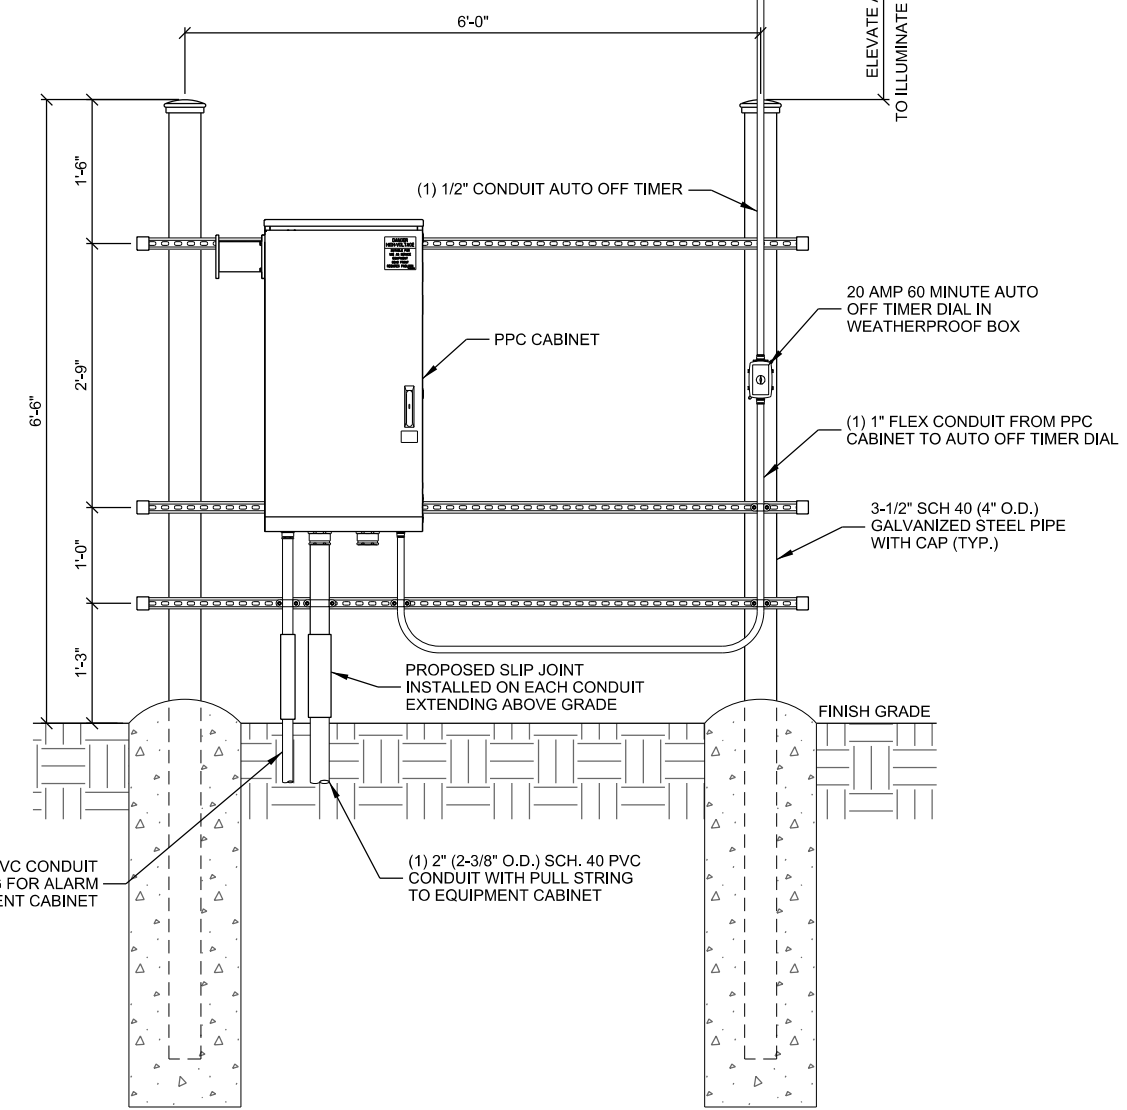 6'-0"
ELEVATE
TO ILLUMINATE
1'-6"
(1) 1/2" CONDUIT AUTO OFF TIMER
DANGER
HIGH VOLTAGE
20 AMP 60 MINUTE AUTO
OFF TIMER DIAL IN
WEATHERPROOF BOX
PPC CABINET
2'-9"
6'-6"
(1) 1" FLEX CONDUIT FROM PPC
CABINET TO AUTO OFF TIMER DIAL
3-1/2" SCH 40 (4" O.D.)
GALVANIZED STEEL PIPE
WITH CAP (TYP.)
1'-0"
1'-3"
PROPOSED SLIP JOINT
INSTALLED ON EACH CONDUIT
EXTENDING ABOVE GRADE
FINISH GRADE
VC CONDUIT
FOR ALARM
ENT CABINET
(1) 2" (2-3/8" O.D.) SCH. 40 PVC
CONDUIT WITH PULL STRING
TO EQUIPMENT CABINET